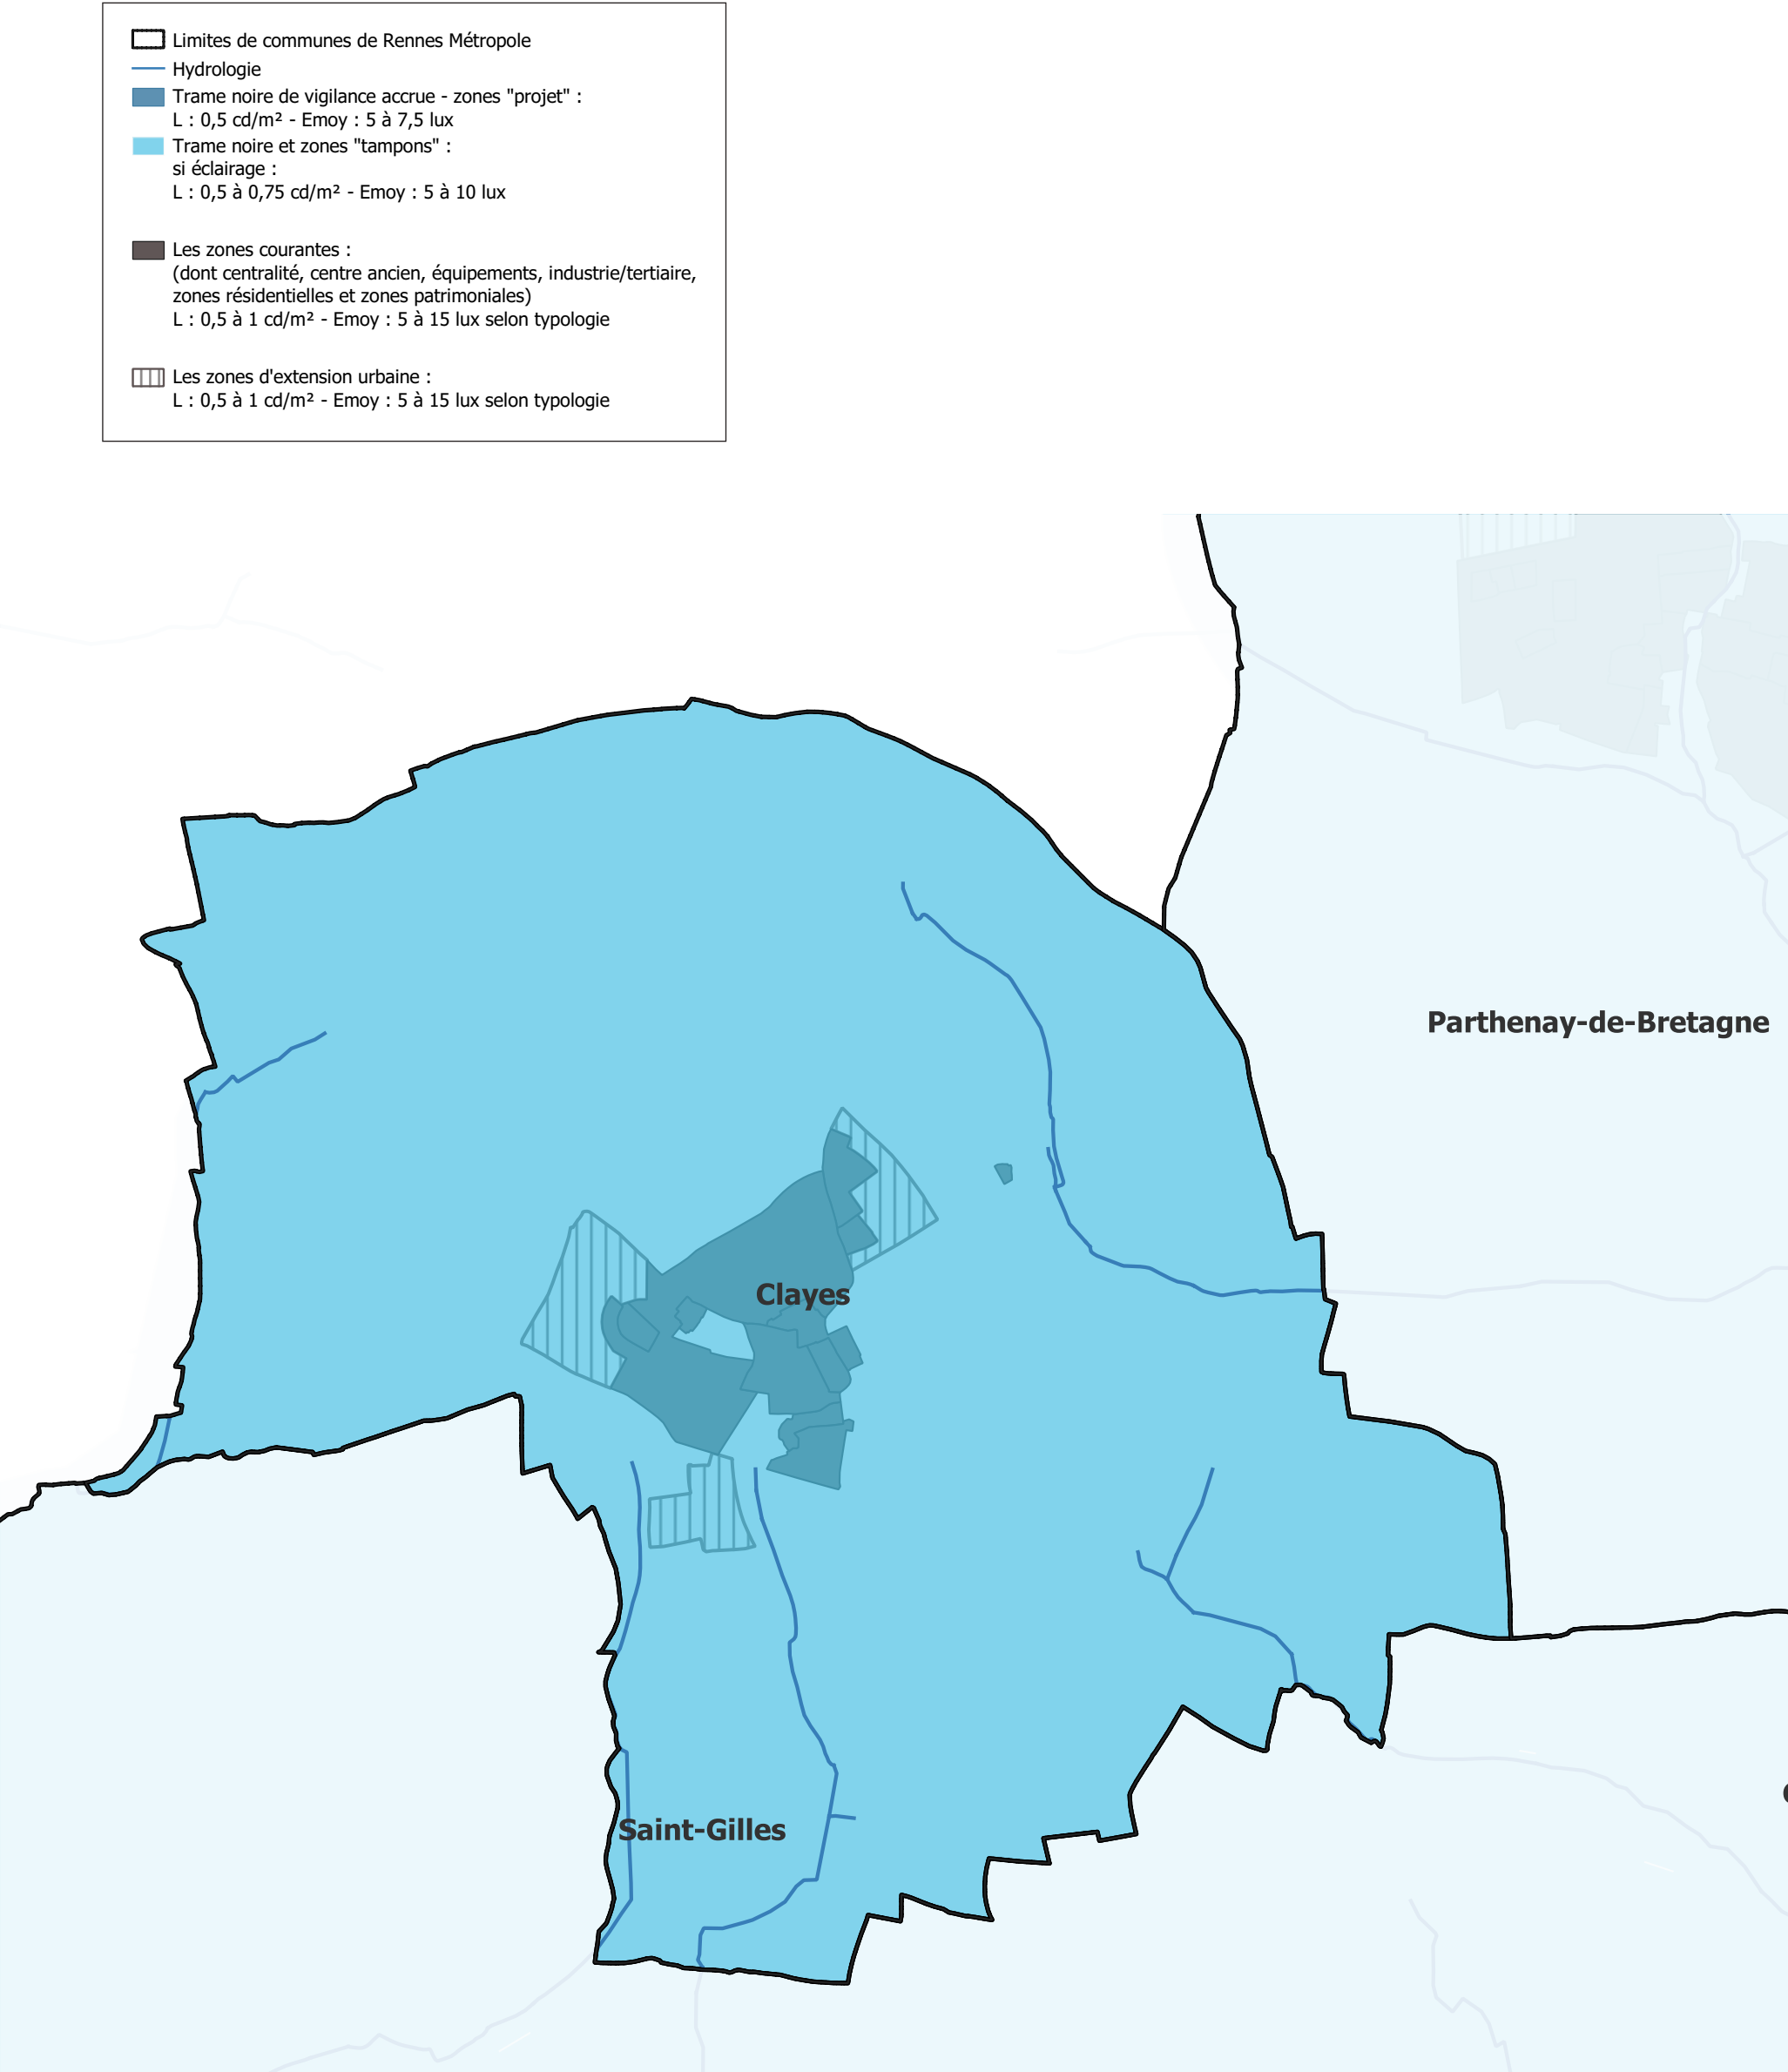 Limites de communes de Rennes Métropole
Hydrologie
Trame noire de vigilance accrue - zones "projet" :
L : 0,5 cd/m² - Emoy : 5 à 7,5 lux
Trame noire et zones "tampons" :
si éclairage :
L : 0,5 à 0,75 cd/m² - Emoy : 5 à 10 lux
Les zones courantes :
(dont centralité, centre ancien, équipements, industrie/tertiaire,
zones résidentielles et zones patrimoniales)
L : 0,5 à 1 cd/m² - Emoy : 5 à 15 lux selon typologie
Les zones d'extension urbaine :
L : 0,5 à 1 cd/m² - Emoy : 5 à 15 lux selon typologie
Parthenay-de-Bretagne
Clayes
Saint-Gilles